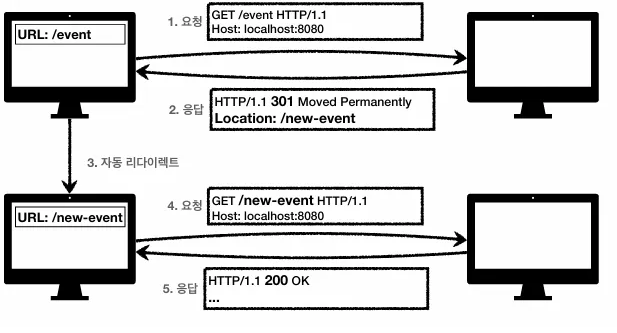 URL: /event
1. 요청
GET /event HTTP/1.1
Host: localhost:8080
2. 응답
HTTP/1.1 301 Moved Permanently
Location: /new-event
3. 자동 리다이렉트
URL: /new-event
4. 요청
GET /new-event HTTP/1.1
Host: localhost:8080
5. 응답
HTTP/1.1 200 OK
...